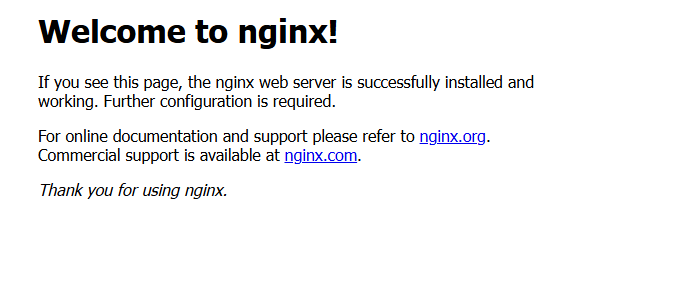 Welcome to nginx!
If you see this page, the nginx web server is successfully installed and
working. Further configuration is required.
For online documentation and support please refer to nginx.org.
Commercial support is available at nginx.com.
Thank you for using nginx.